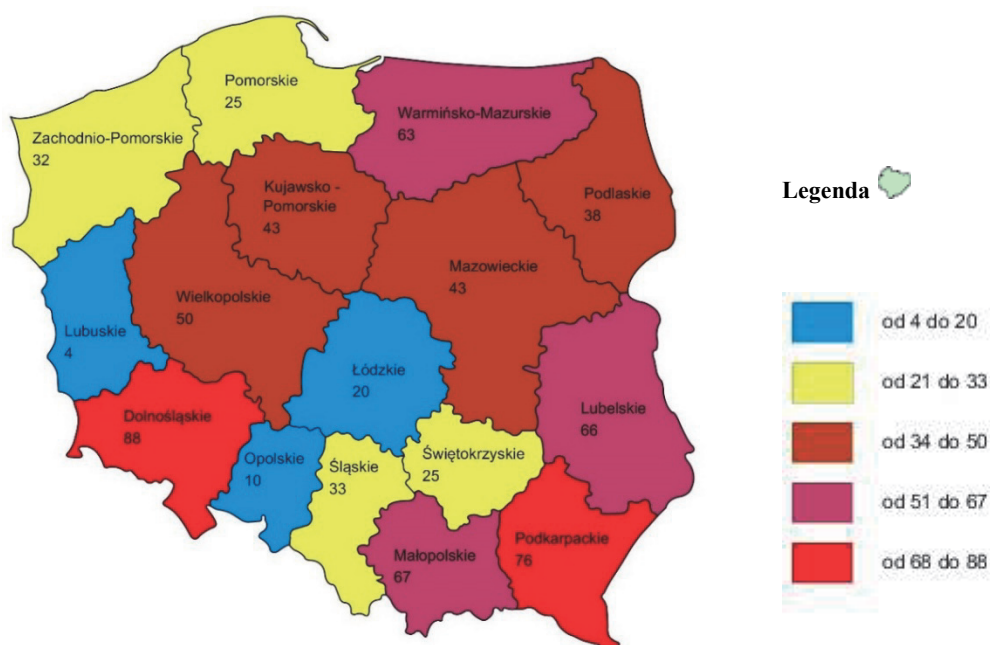 Pomorskie
25
Warmińsko-Mazurskie
63
Zachodnio-Pomorskie
32
Kujawsko -
Pomorskie
43
Podlaskie
38
Mazowieckie
43
Wielkopolskie
50
Lubuskie
4
Łódzkie
20
Lubelskie
66
Dolnośląskie
88
Opolskie
10
Śląskie
33
Świętokrzyskie
25
Małopolskie
67
Podkarpackie
76
Legenda
od 4 do 20
od 21 do 33
od 34 do 50
od 51 do 67
od 68 do 88